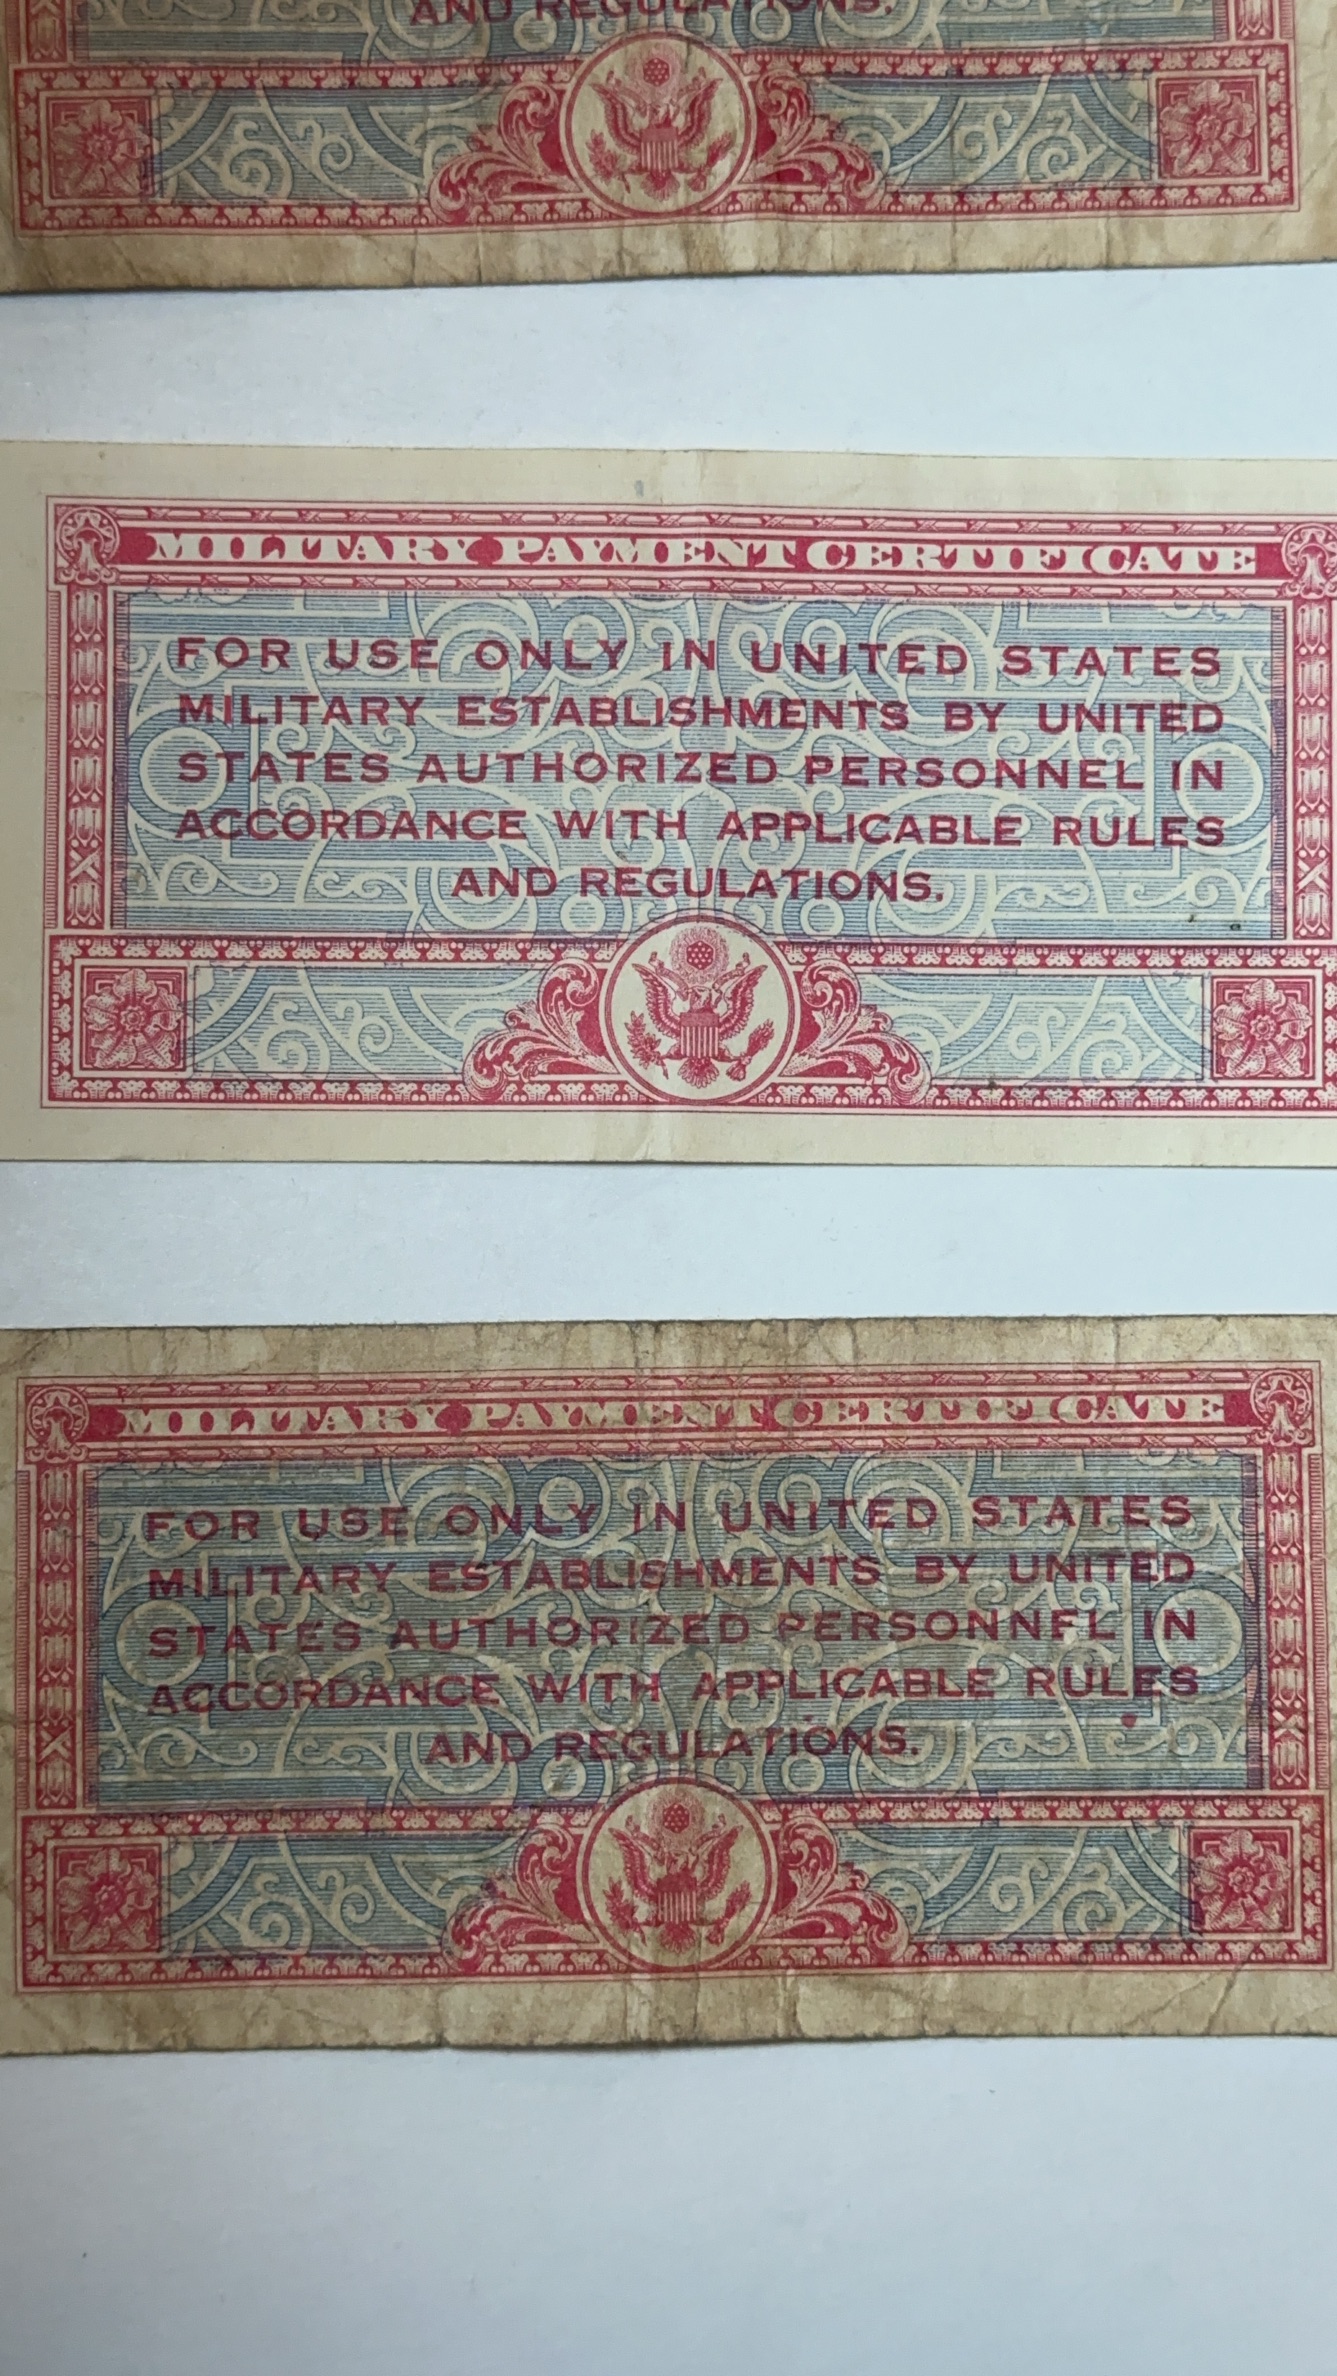 AND REGULATIONS.
MILITARY PAYMENT CERTIFICATE
FOR USE ONLY IN UNITED STATES
MILITARY ESTABLISHMENTS BY UNITED
STATES AUTHORIZED PERSONNEL IN
ACCORDANCE WITH APPLICABLE RULES
AND REGULATIONS.
MILITARY PAYMENT CERTIFICATE
FOR USE ONLY IN UNITED STATES
MILITARY ESTABLISHMENTS BY UNITED
STATES AUTHORIZED PERSONNEL IN
ACCORDANCE WITH APPLICABLE RULES
AND REGULATIONS.